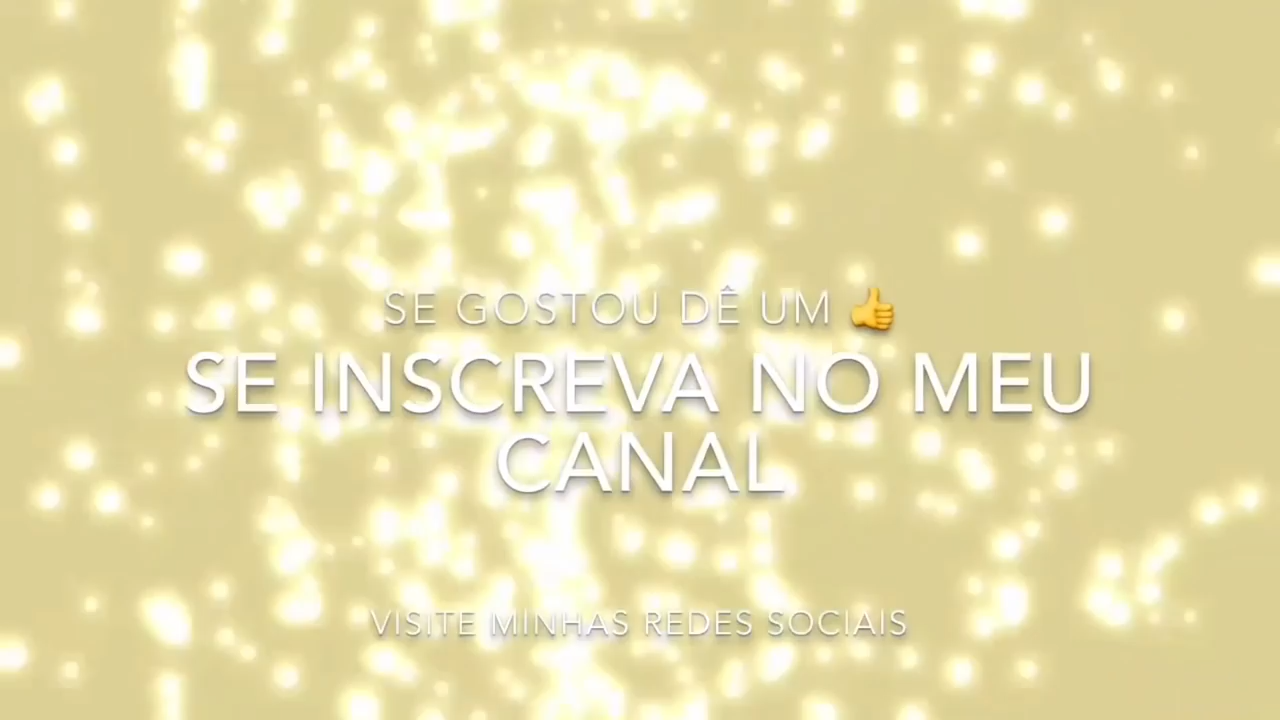 SE GOSTOU DÊ UM 👍
SE INSCREVA NO MEU
CANAL
VISITE MINHAS REDES SOCIAIS